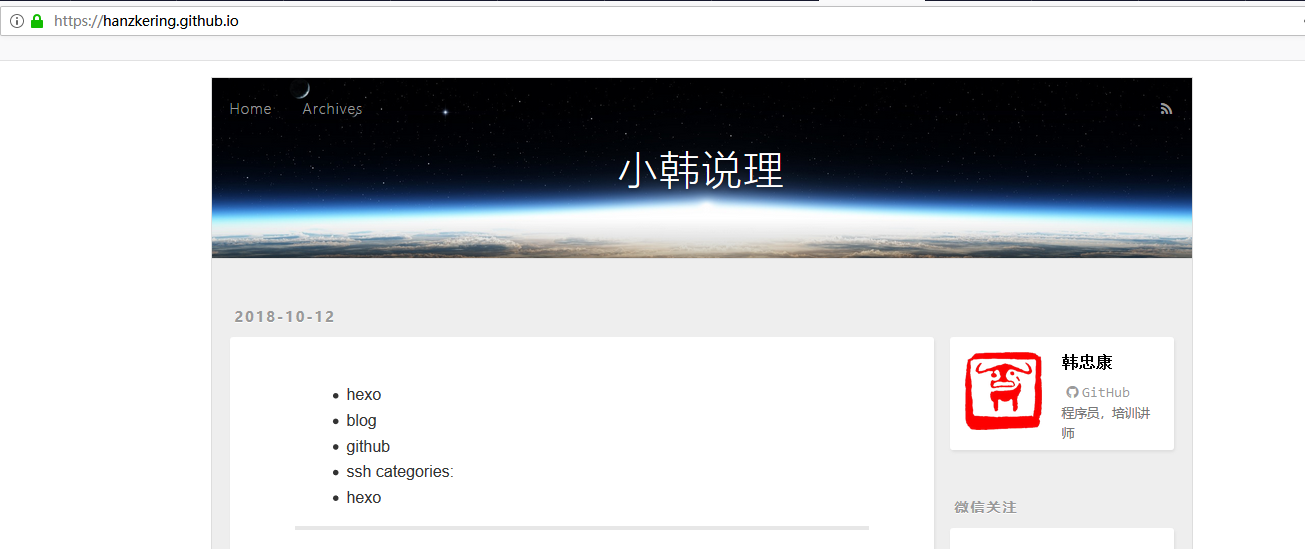 https://hanzkering.github.io
Home Archives
小韩说理
2018-10-12
hexo
blog
github
ssh categories:
hexo
韩忠康
GitHub
程序员，培训讲
师
微信关注